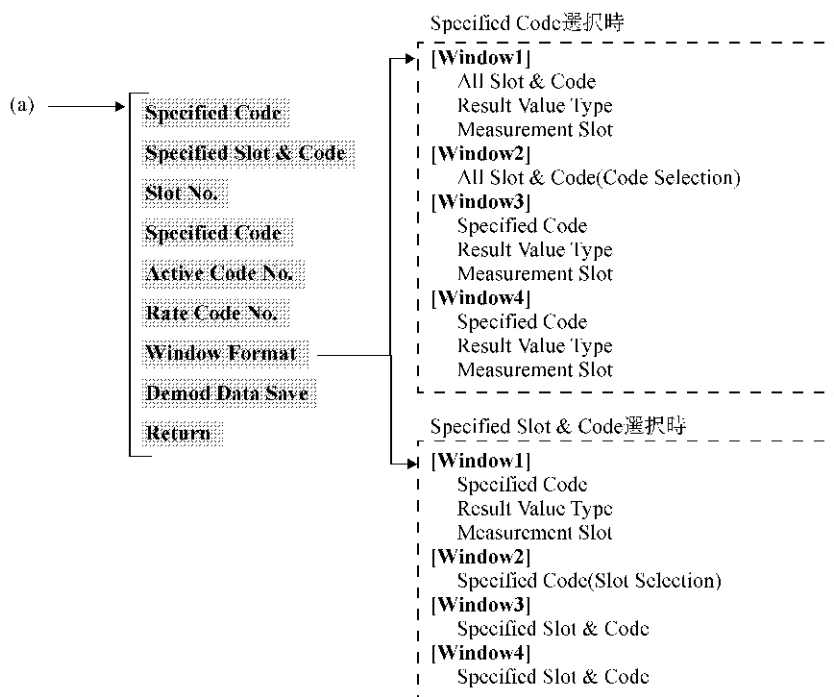 (a)
Specified Code
Specified Slot & Code
Slot No.
Specified Code
Active Code No.
Rate Code No.
Window Format
Demod Data Save
Return
Specified Code選択時
[Window1]
All Slot & Code
Result Value Type
Measurement Slot
[Window2]
All Slot & Code(Code Selection)
[Window3]
Specified Code
Result Value Type
Measurement Slot
[Window4]
Specified Code
Result Value Type
Measurement Slot
Specified Slot & Code選択時
[Window1]
Specified Code
Result Value Type
Measurement Slot
[Window2]
Specified Code(Slot Selection)
[Window3]
Specified Slot & Code
[Window4]
Specified Slot & Code